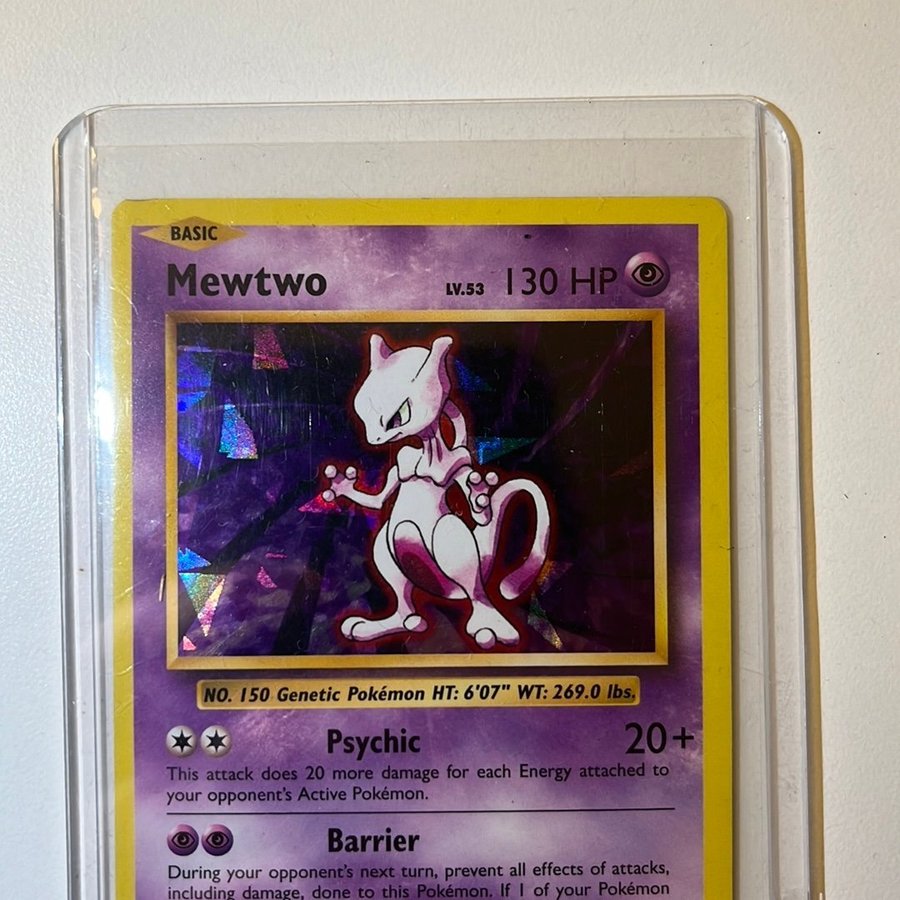 BASIC
Mewtwo LV.53 130 HP
NO. 150 Genetic Pokémon HT: 6'07" WT: 269.0 lbs.
Psychic 20+
This attack does 20 more damage for each Energy attached to
your opponent's Active Pokémon.
Barrier
During your opponent's next turn, prevent all effects of attacks,
including damage, done to this Pokémon. If 1 of your Pokémon